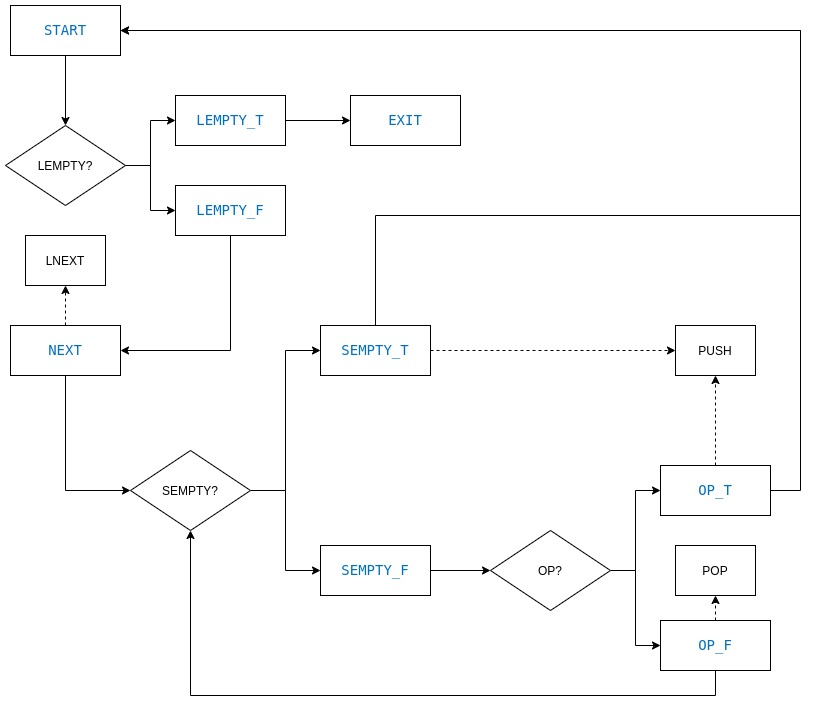 START
LEMPTY?
LEMPTY_T
EXIT
LEMPTY_F
LNEXT
NEXT
SEMPTY_T
PUSH
SEMPTY?
OP_T
SEMPTY_F
OP?
POP
OP_F